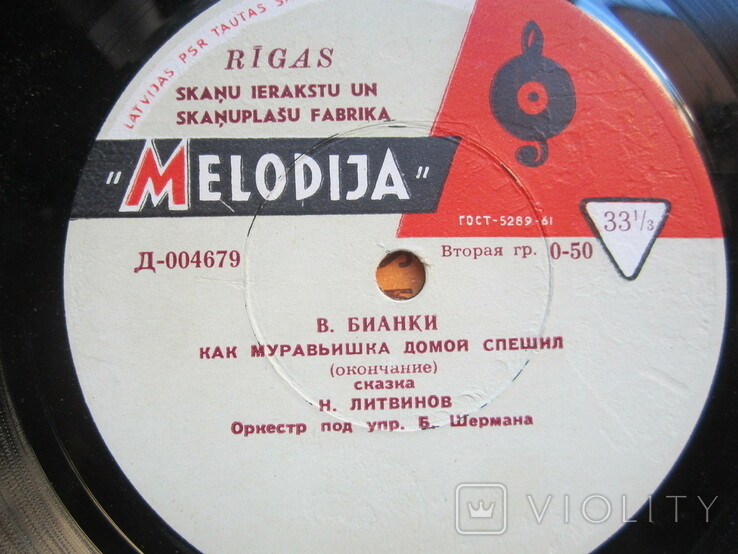 LATVIJAS PSR TAUTAS
RĪGAS
SKAŅU IERAKSTU UN
SKAŅUPLAŠU FABRIKA
"MELODIJA"
ГОСТ-5289-61
33⅓
Д-004679
Вторая гр. 0-50
В. БИАНКИ
КАК МУРАВЬИШКА ДОМОЙ СПЕШИЛ
(окончание)
сказка
Н. ЛИТВИНОВ
Оркестр под упр. Б. Шермана
VIOLITY